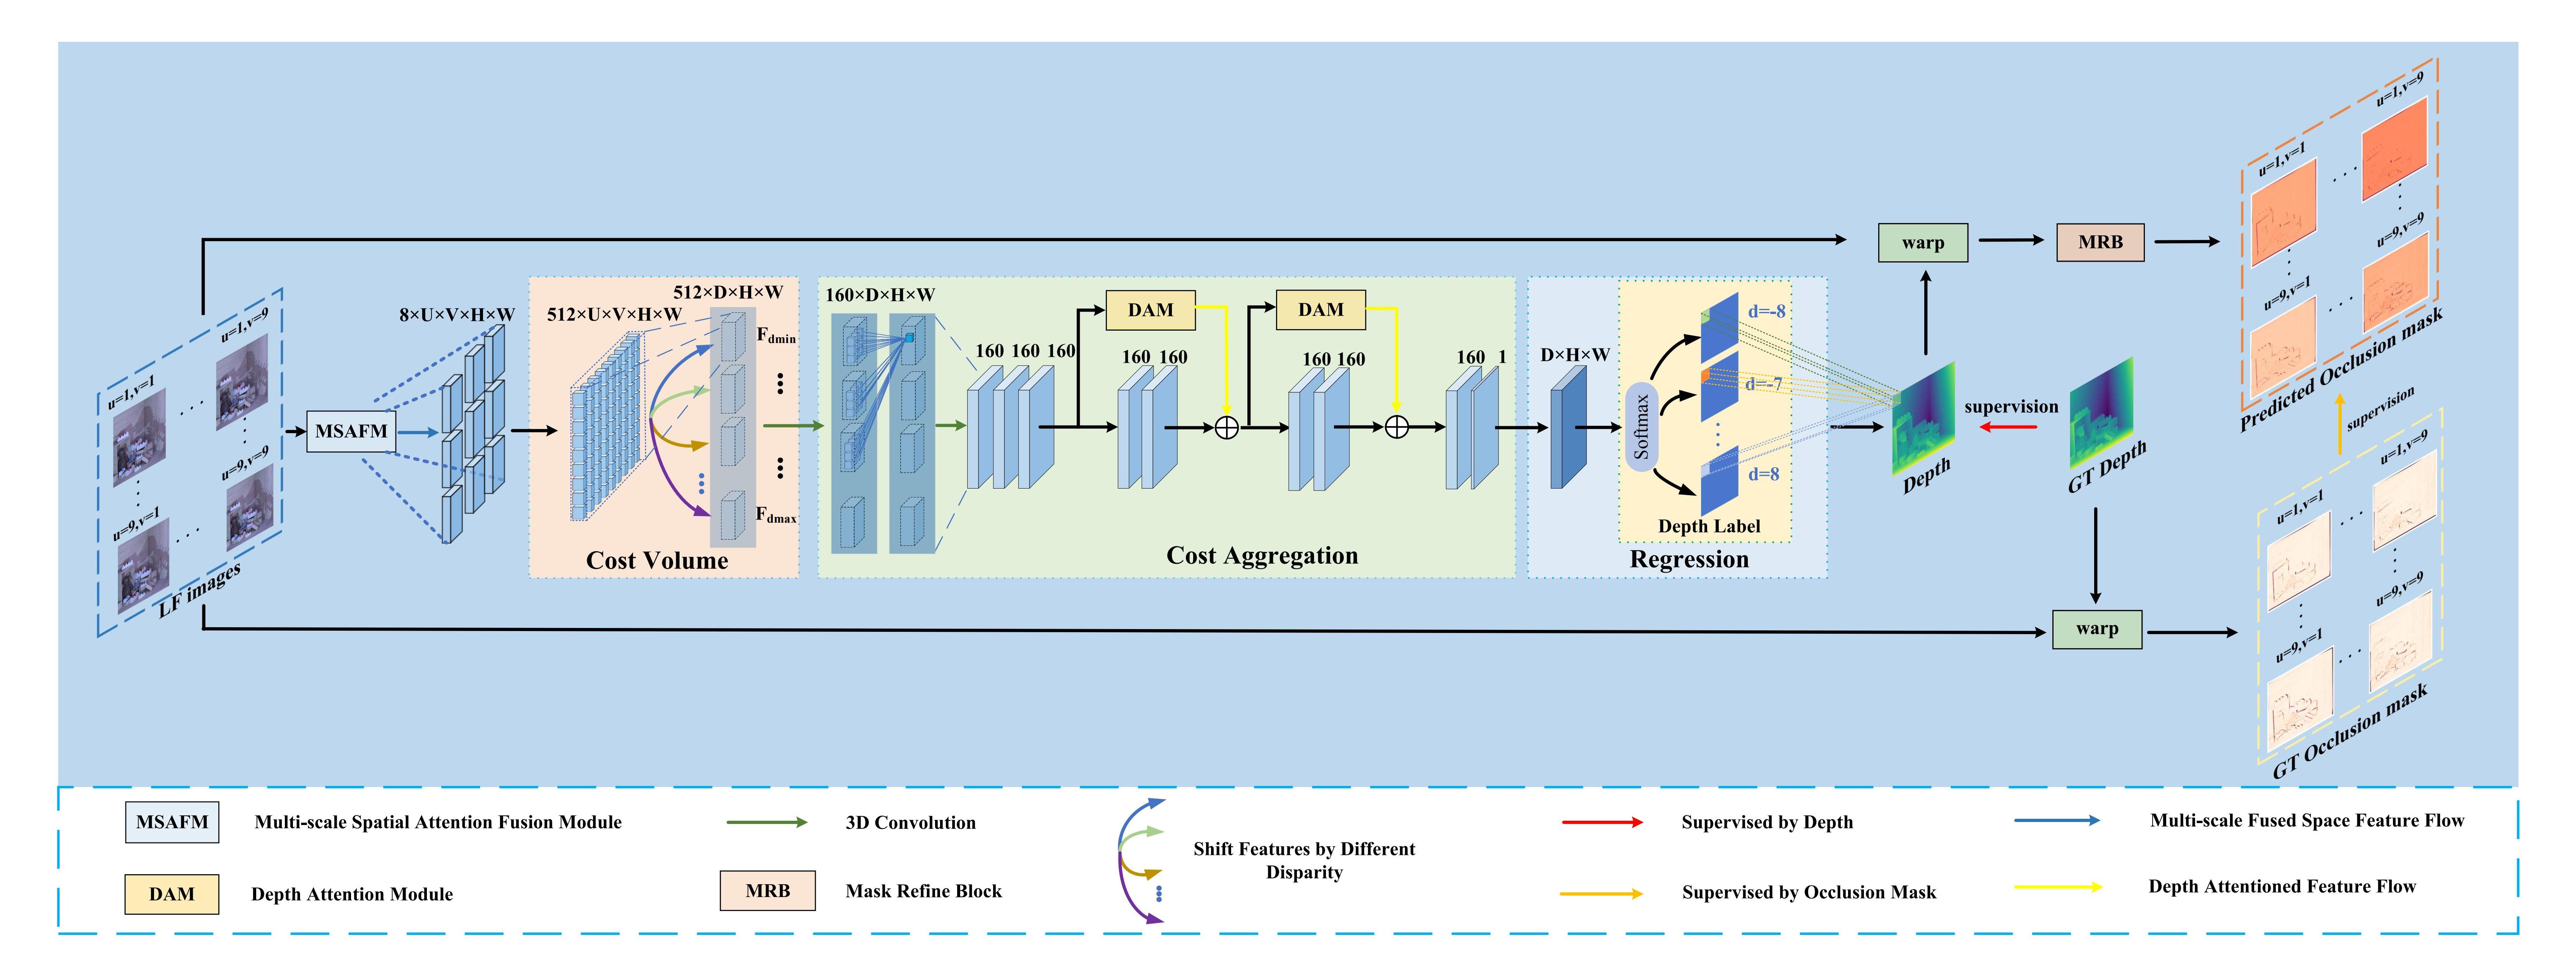 u=1,v=1
u=1,v=9
u=9,v=1
u=9,v=9
LF images
MSAFM
8×U×V×H×W
512×U×V×H×W
512×D×H×W
Fdmin
Fdmax
Cost Volume
160×D×H×W
160 160 160
DAM
160 160
DAM
160 160
160 1
Cost Aggregation
D×H×W
Softmax
d=-8
d=-7
d=8
Depth Label
Regression
warp
MRB
Depth
supervision
GT Depth
warp
u=1,v=1
u=1,v=9
u=9,v=1
u=9,v=9
Predicted Occlusion mask
supervision
u=1,v=1
u=1,v=9
u=9,v=1
u=9,v=9
GT Occlusion mask
MSAFM
Multi-scale Spatial Attention Fusion Module
DAM
Depth Attention Module
3D Convolution
MRB
Mask Refine Block
Shift Features by Different
Disparity
Supervised by Depth
Supervised by Occlusion Mask
Multi-scale Fused Space Feature Flow
Depth Attentioned Feature Flow